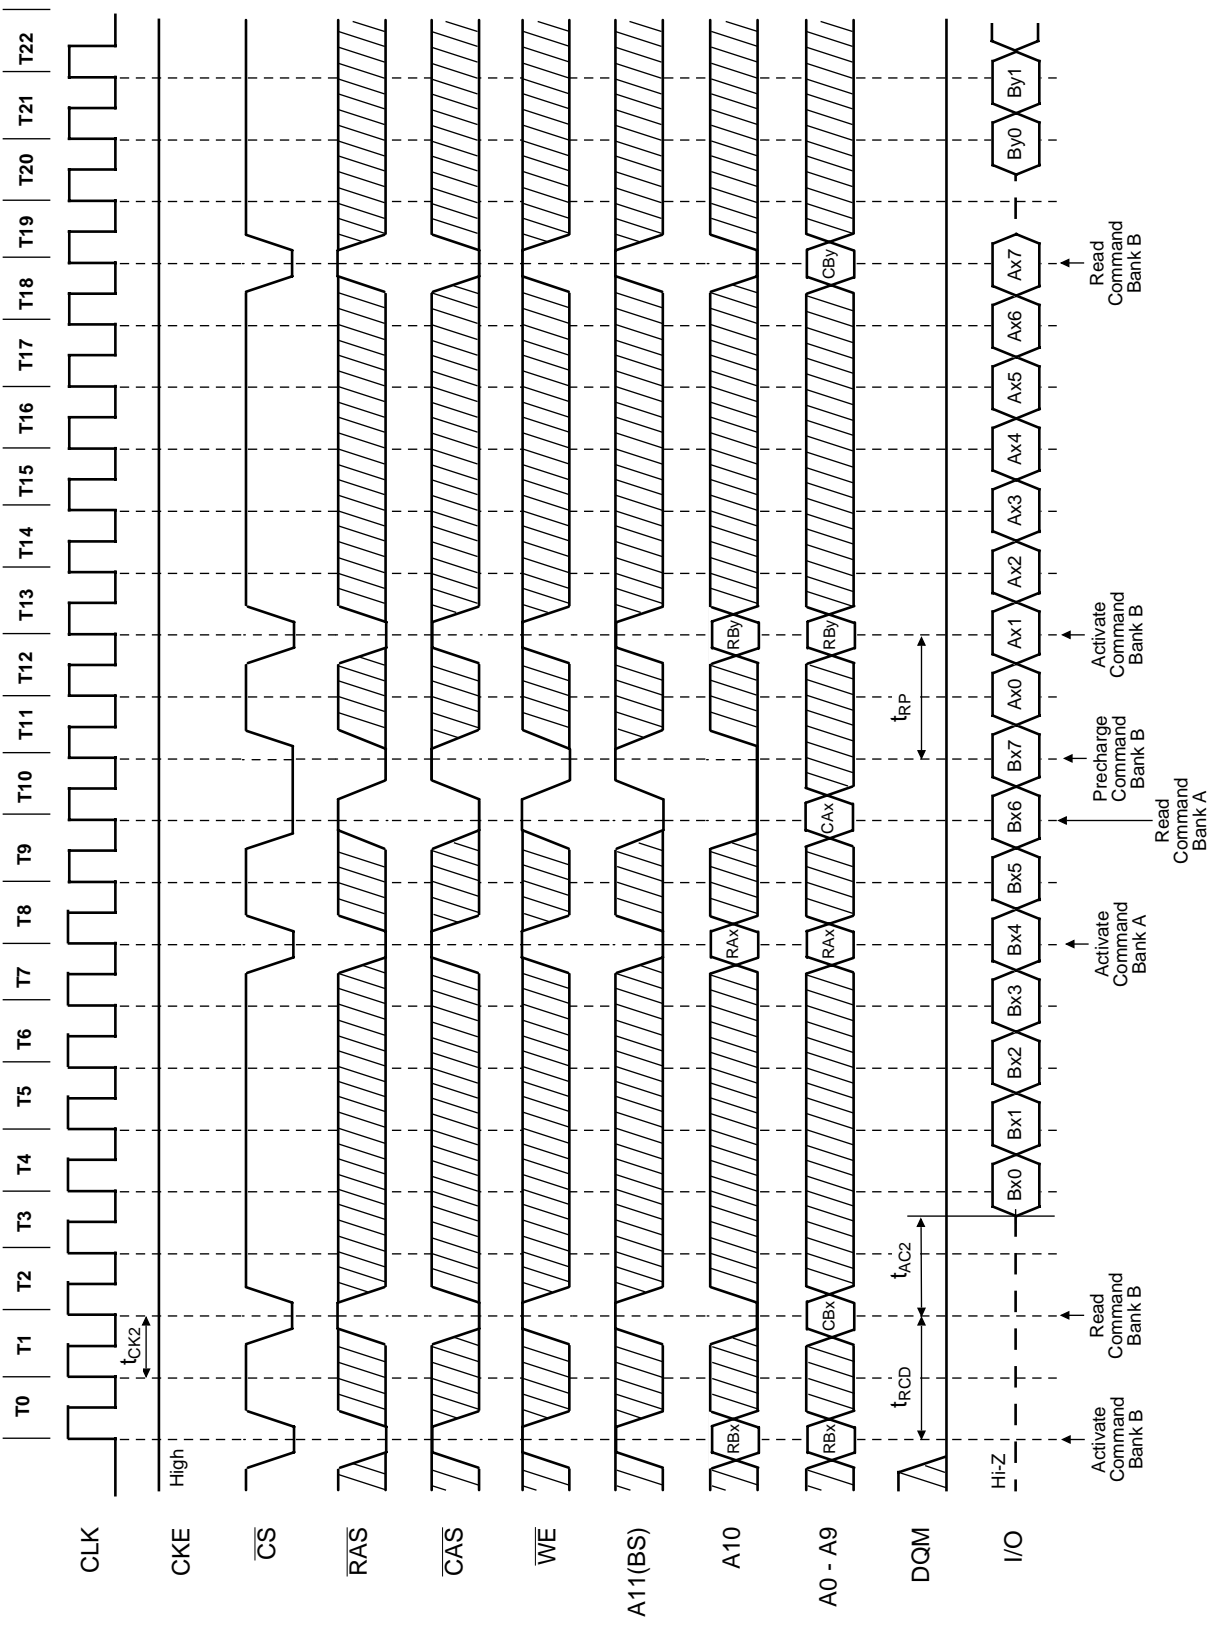 T0 T1 T2 T3 T4 T5 T6 T7 T8 T9 T10 T11 T12 T13 T14 T15 T16 T17 T18 T19 T20 T21 T22
CLK
tCK2
CKE
High
CS
RAS
CAS
WE
A11(BS)
A10
RBx RAx RBy
A0 - A9
RBx CBx RAx CAx RBy CBy
DQM
tRCD tAC2 tRP
I/O
Hi-Z
Bx0 Bx1 Bx2 Bx3 Bx4 Bx5 Bx6 Bx7 Ax0 Ax1 Ax2 Ax3 Ax4 Ax5 Ax6 Ax7 By0 By1
Activate
Command
Bank B
Read
Command
Bank B
Activate
Command
Bank A
Read
Command
Bank A
Precharge
Command
Bank B
Activate
Command
Bank B
Read
Command
Bank B